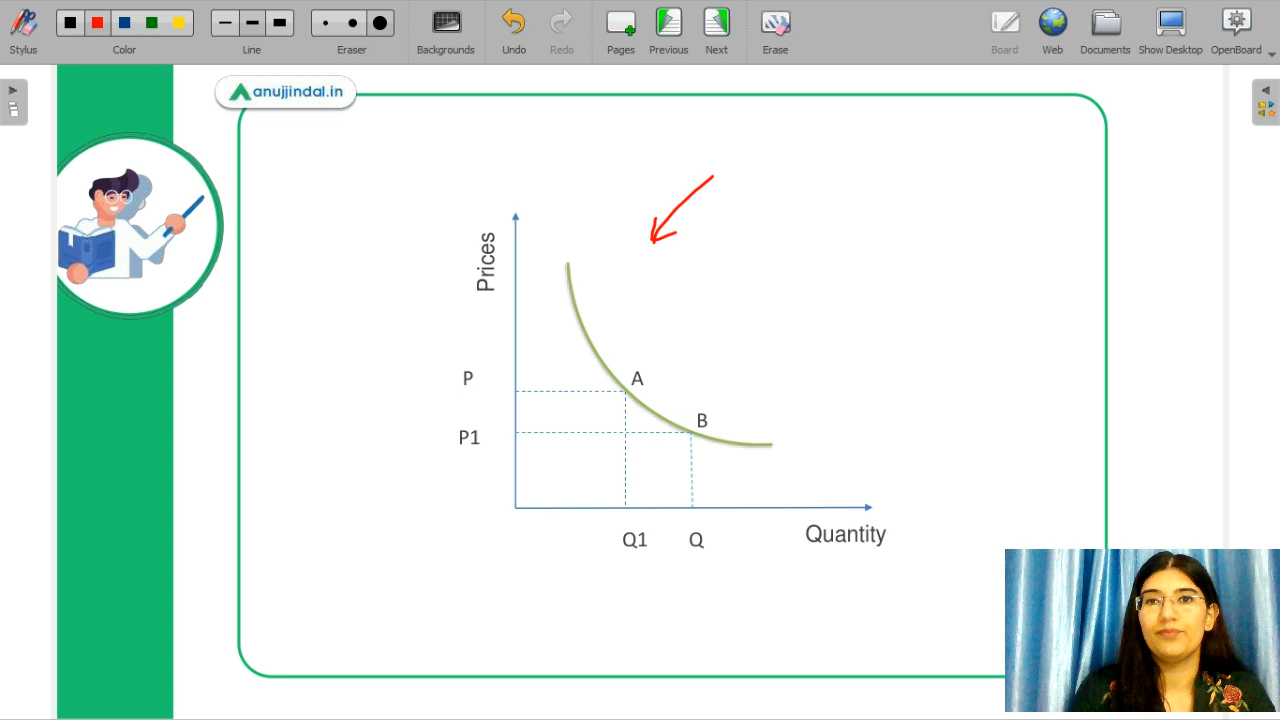 Stylus
Color
Line
Eraser
Backgrounds
Undo
Redo
Pages
Previous
Next
Erase
Board
Web
Documents
Show Desktop
OpenBoard
anujjindal.in
Prices
P
A
B
P1
Q1
Q
Quantity